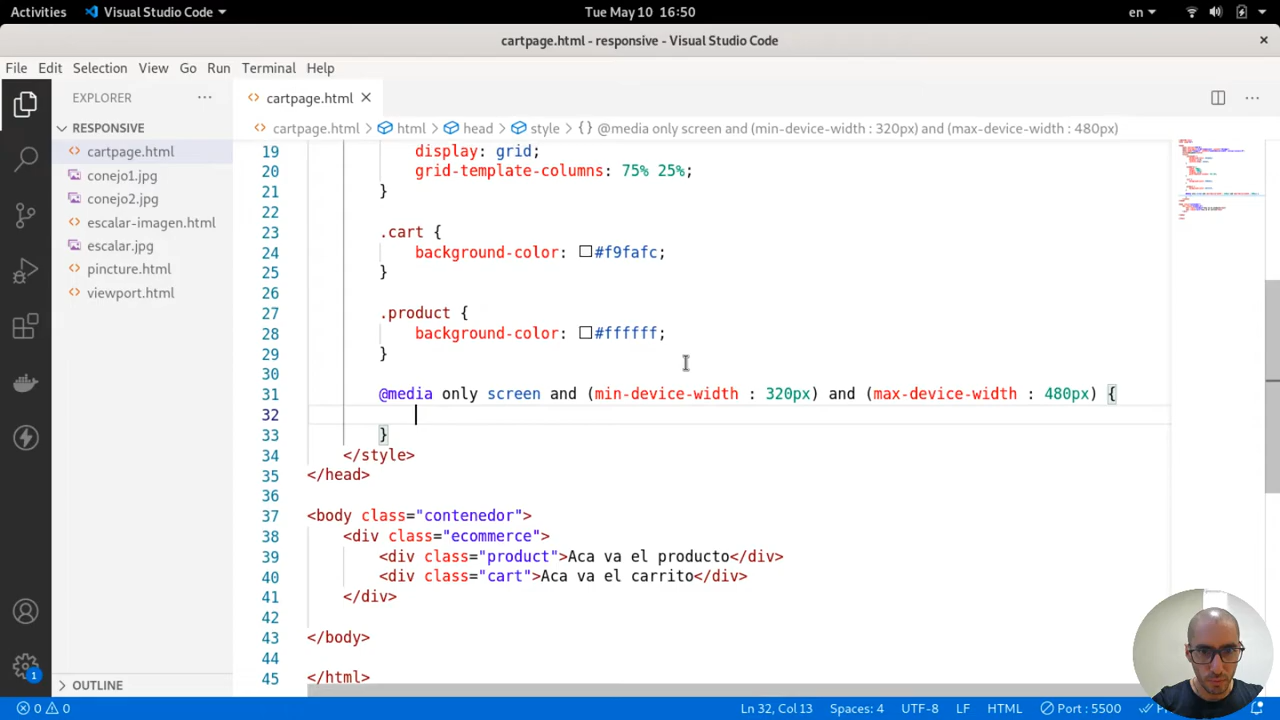 Activities Visual Studio Code Tue May 10 16:50 en
cartpage.html - responsive - Visual Studio Code
File Edit Selection View Go Run Terminal Help
EXPLORER
cartpage.html
cartpage.html html head style @media only screen and (min-device-width : 320px) and (max-device-width : 480px)
RESPONSIVE
cartpage.html
conejo1.jpg
conejo2.jpg
escalar-imagen.html
escalar.jpg
pincture.html
viewport.html
OUTLINE
19 display: grid;
20 grid-template-columns: 75% 25%;
21 }
22
23 .cart {
24 background-color: #f9fafc;
25 }
26
27 .product {
28 background-color: #ffffff;
29 }
30
31 @media only screen and (min-device-width : 320px) and (max-device-width : 480px) {
32
33 }
34 </style>
35 </head>
36
37 <body class="contenedor">
38 <div class="ecommerce">
39 <div class="product">Aca va el producto</div>
40 <div class="cart">Aca va el carrito</div>
41 </div>
42
43 </body>
44
45 </html>
1
0 0 Ln 32, Col 13 Spaces: 4 UTF-8 LF HTML Port : 5500